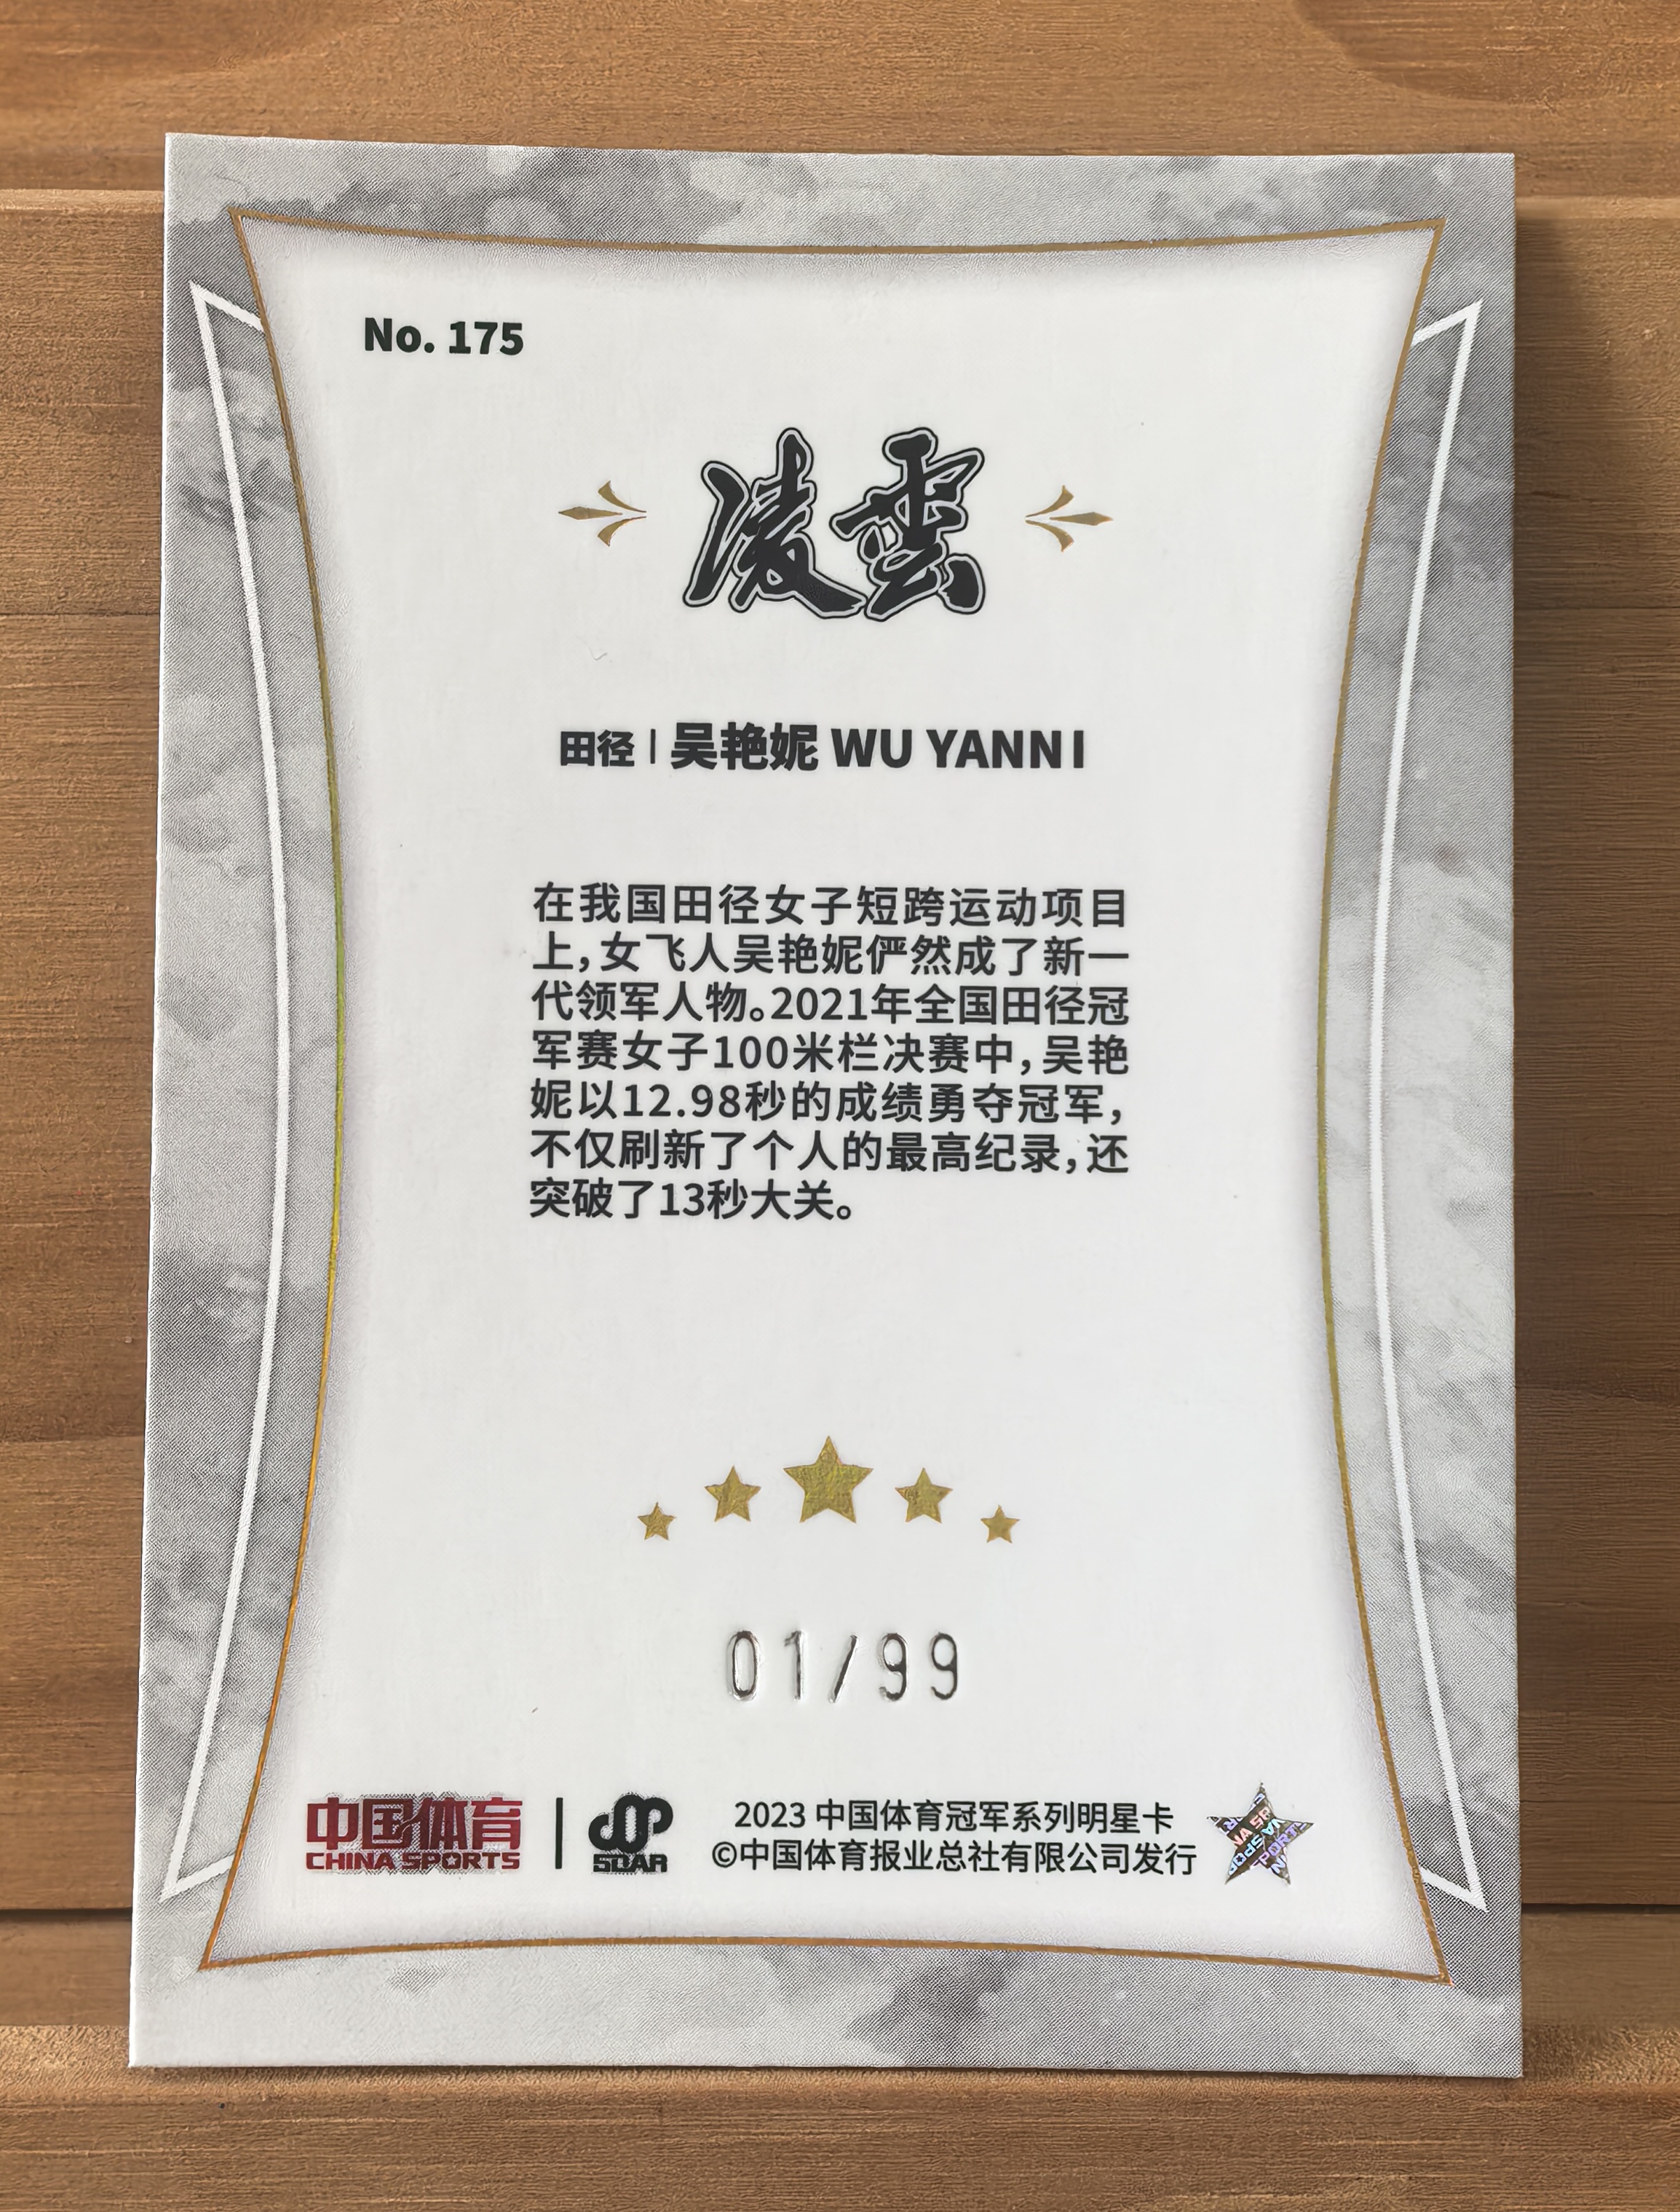 No. 175
凌雲
田径 | 吴艳妮 WU YANNI
在我国田径女子短跨运动项目
上，女飞人吴艳妮俨然成了新一
代领军人物。2021年全国田径冠
军赛女子100米栏决赛中，吴艳
妮以12.98秒的成绩勇夺冠军，
不仅刷新了个人的最高纪录，还
突破了13秒大关。
01/99
中国体育
CHINA SPORTS
SOAR
2023 中国体育冠军系列明星卡
©中国体育报业总社有限公司发行